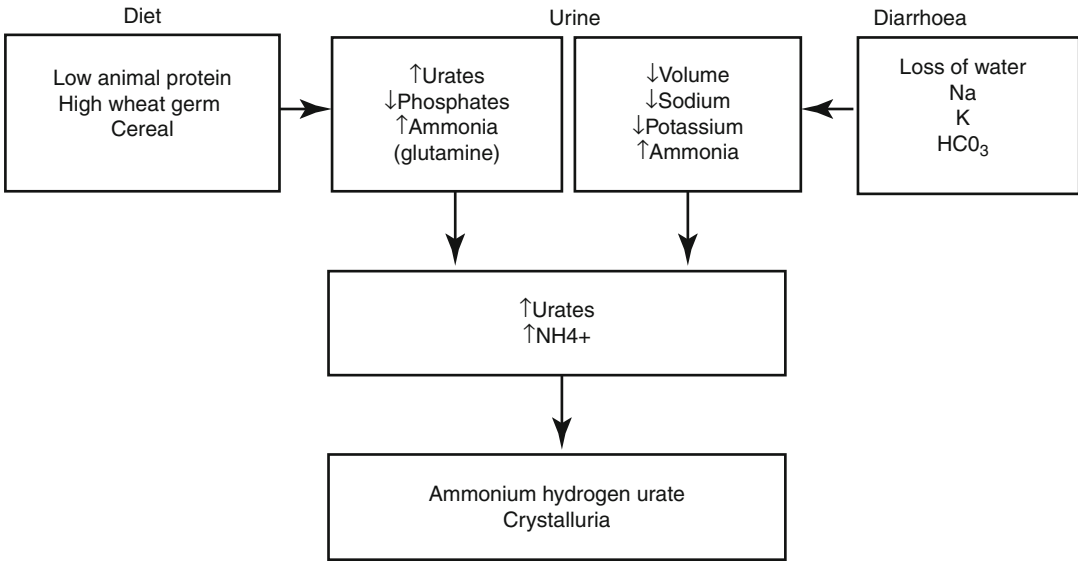 Diet
Urine
Diarrhoea
Low animal protein
High wheat germ
Cereal
↑Urates
↓Phosphates
↑Ammonia
(glutamine)
↓Volume
↓Sodium
↓Potassium
↑Ammonia
Loss of water
Na
K
HC0₃
↑Urates
↑NH4+
Ammonium hydrogen urate
Crystalluria